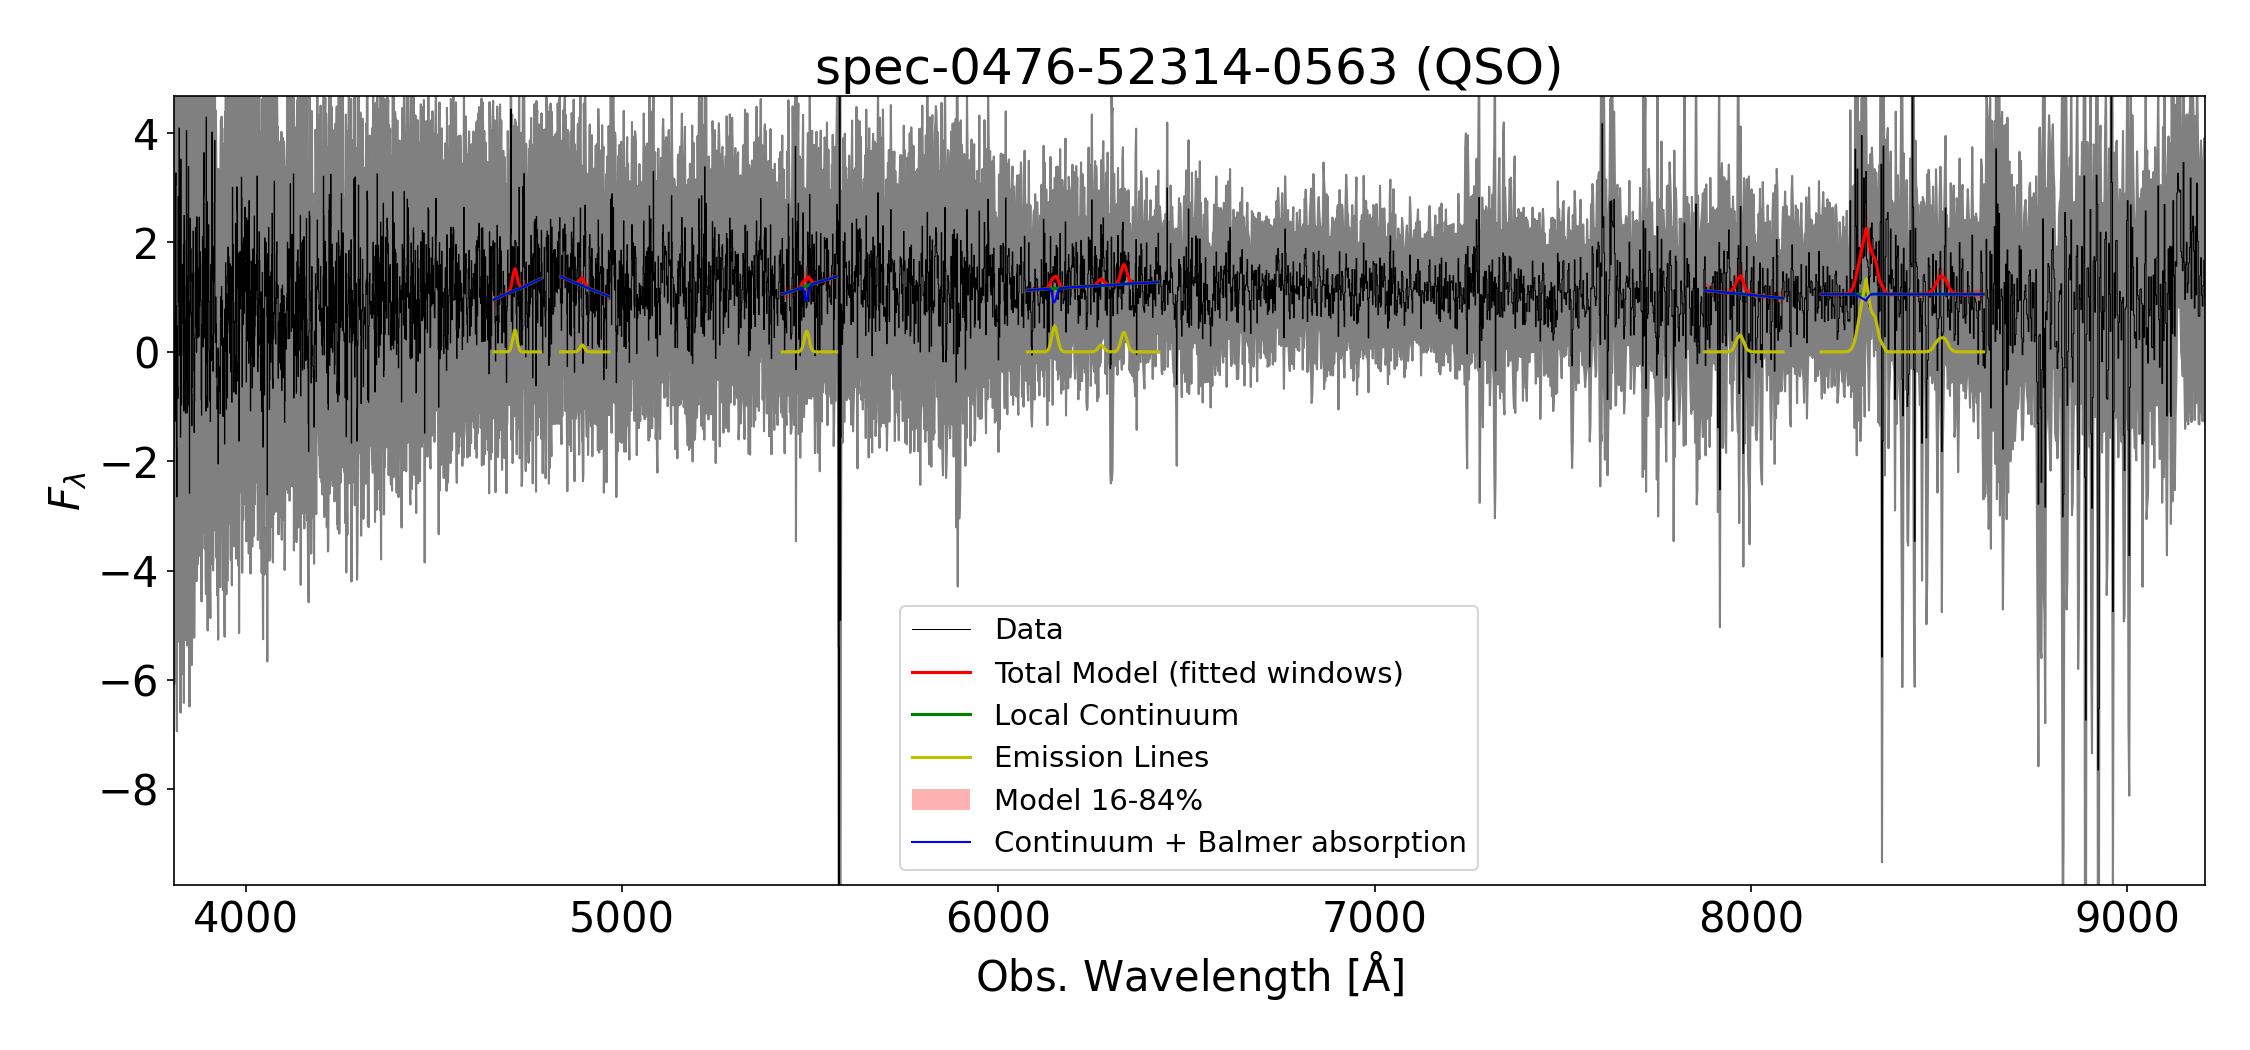 spec-0476-52314-0563 (QSO)
4
2
0
−2
−4
−6
−8
F_λ
Data
Total Model (fitted windows)
Local Continuum
Emission Lines
Model 16-84%
Continuum + Balmer absorption
4000 5000 6000 7000 8000 9000
Obs. Wavelength [Å]